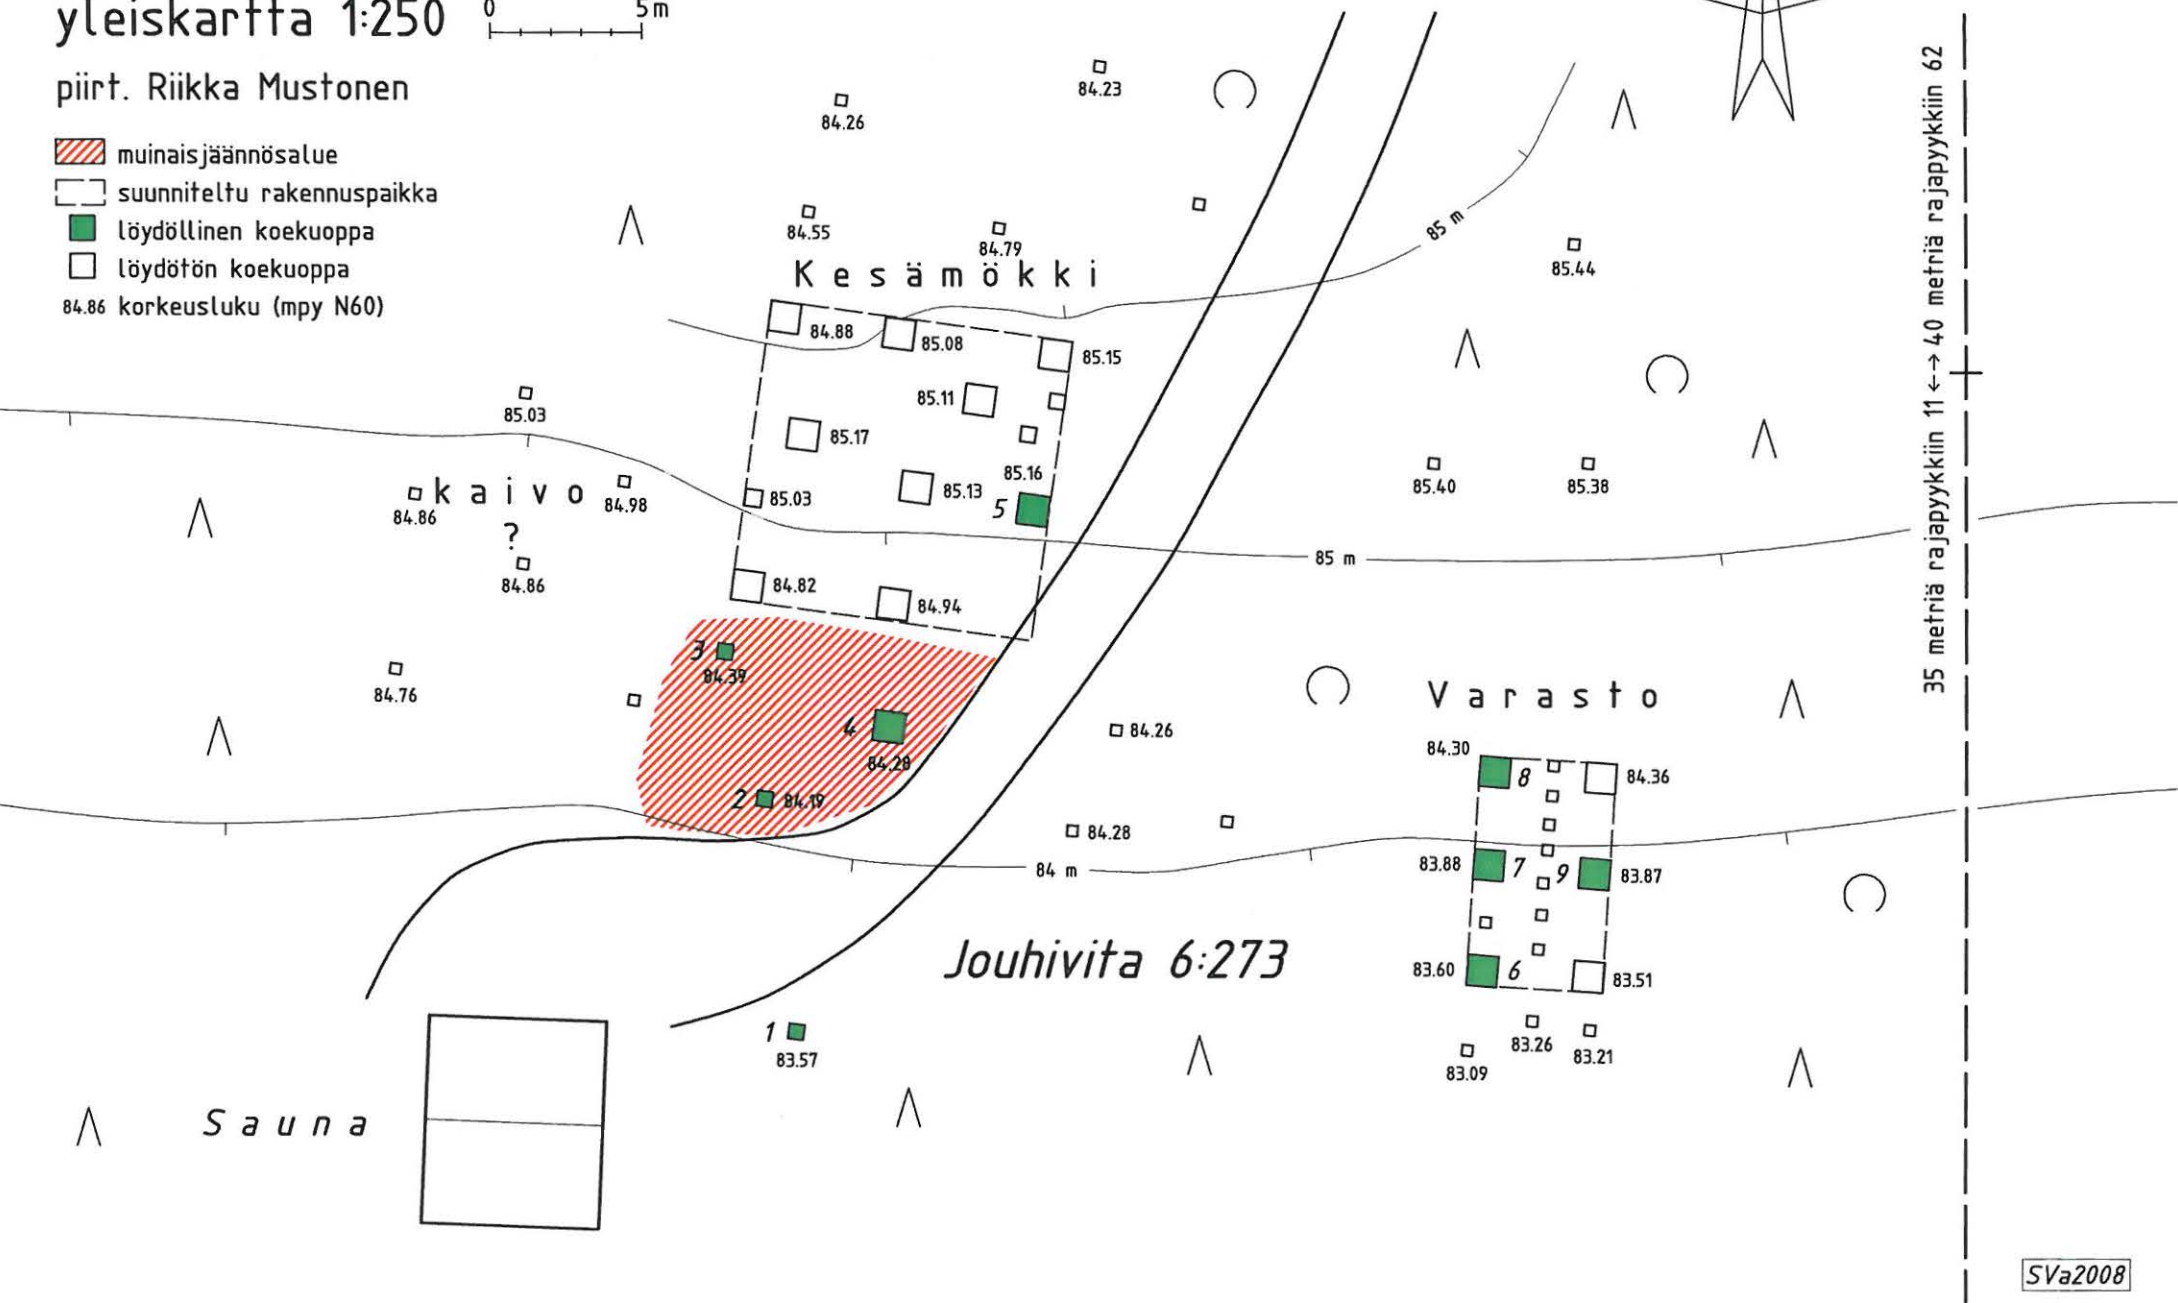 yleiskartta 1:250
0 5m
piirt. Riikka Mustonen
muinaisjäännösalue
suunniteltu rakennuspaikka
löydöllinen koekuoppa
löydötön koekuoppa
84.86 korkeusluku (mpy N60)
84.23
84.26
84.55
84.79
Kesämökki
85 m
85.44
84.88
85.08
85.15
85.11
85.03
85.17
85.16
85.13
5
85.03
kaivo
?
84.86
84.98
84.86
85.40
85.38
85 m
84.82
84.94
3
84.39
84.76
4
84.28
2 84.19
84.26
84.28
84 m
Varasto
84.30
8
84.36
83.88
7
9
83.87
83.60
6
83.51
83.26
83.21
83.09
Jouhivita 6:273
1
83.57
Sauna
35 metriä rajapyykkiin 11 <--> 40 metriä rajapyykkiin 62
SVa2008